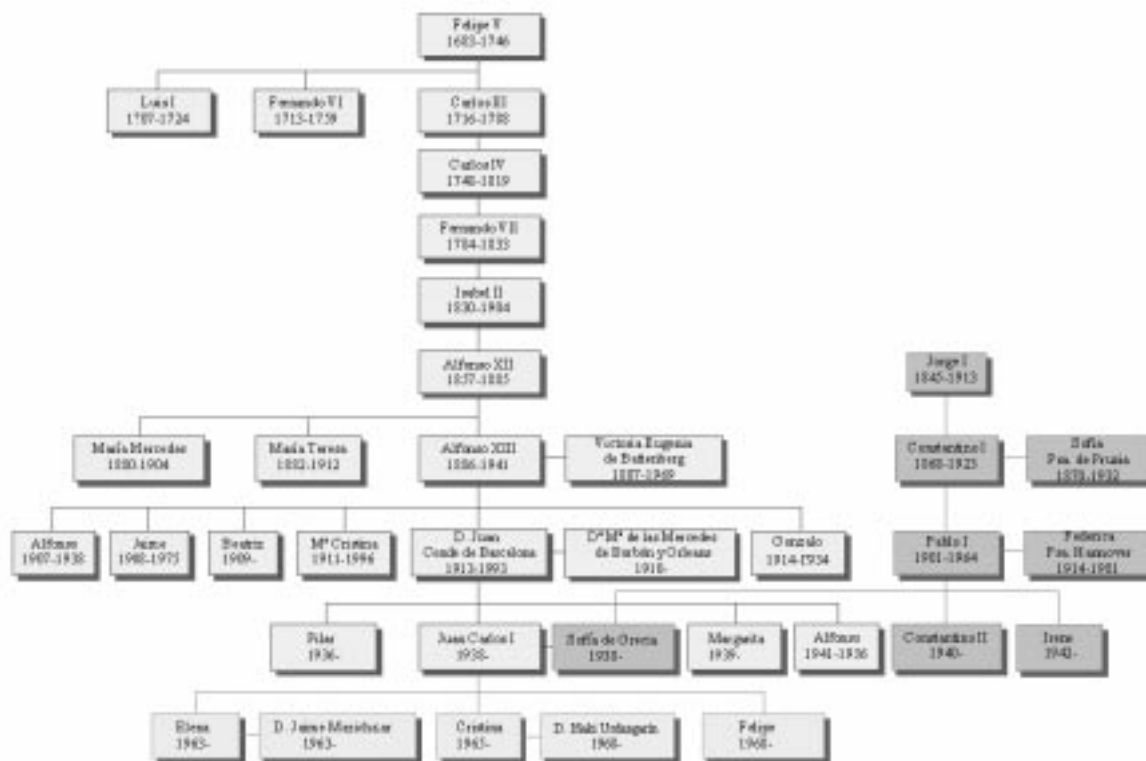 Felipe V
1683-1746
Luis I
1707-1724
Fernando VI
1713-1759
Carlos III
1716-1788
Carlos IV
1748-1819
Fernando VII
1784-1833
Isabel II
1830-1904
Alfonso XII
1857-1885
Jorge I
1845-1913
María Mercedes
1880-1904
María Teresa
1882-1912
Alfonso XIII
1886-1941
Victoria Eugenia
de Battenberg
1887-1969
Constantino I
1868-1923
Sofía
Psa. de Prusia
1870-1932
Alfonso
1907-1938
Jaime
1908-1975
Beatriz
1909-
Mª Cristina
1911-1996
D. Juan
Conde de Barcelona
1913-1993
Dª Mª de las Mercedes
de Borbón y Orleans
1910-
Gonzalo
1914-1934
Pablo I
1901-1964
Federica
Psa. Hannover
1914-1981
Pilar
1936-
Juan Carlos I
1938-
Sofía de Grecia
1938-
Margarita
1939-
Alfonso
1941-1956
Constantino II
1940-
Irene
1942-
Elena
1963-
D. Jaime Marichalar
1963-
Cristina
1965-
D. Iñaki Urdangarín
1968-
Felipe
1968-